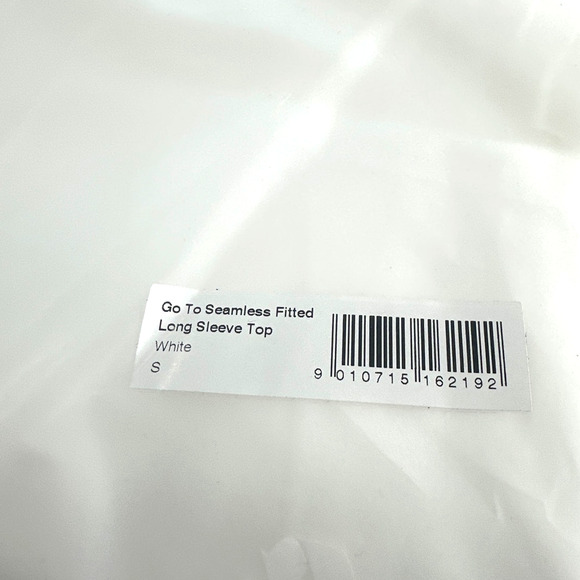 Go To Seamless Fitted
Long Sleeve Top
White
S
9 010715 162192